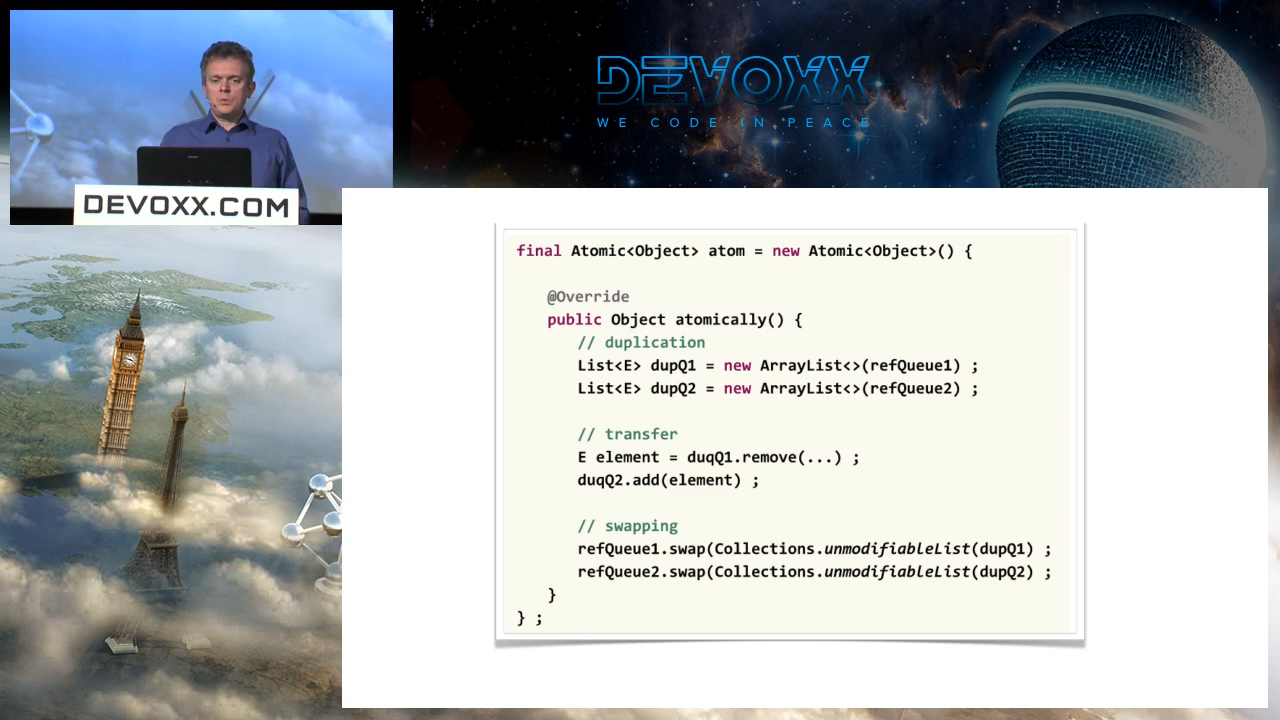 DEVOXX
WE CODE IN PEACE
DEVOXX.COM
final Atomic<Object> atom = new Atomic<Object>() {
@Override
public Object atomically() {
// duplication
List<E> dupQ1 = new ArrayList<>(refQueue1) ;
List<E> dupQ2 = new ArrayList<>(refQueue2) ;
// transfer
E element = duqQ1.remove(...) ;
duqQ2.add(element) ;
// swapping
refQueue1.swap(Collections.unmodifiableList(dupQ1) ;
refQueue2.swap(Collections.unmodifiableList(dupQ2) ;
}
} ;